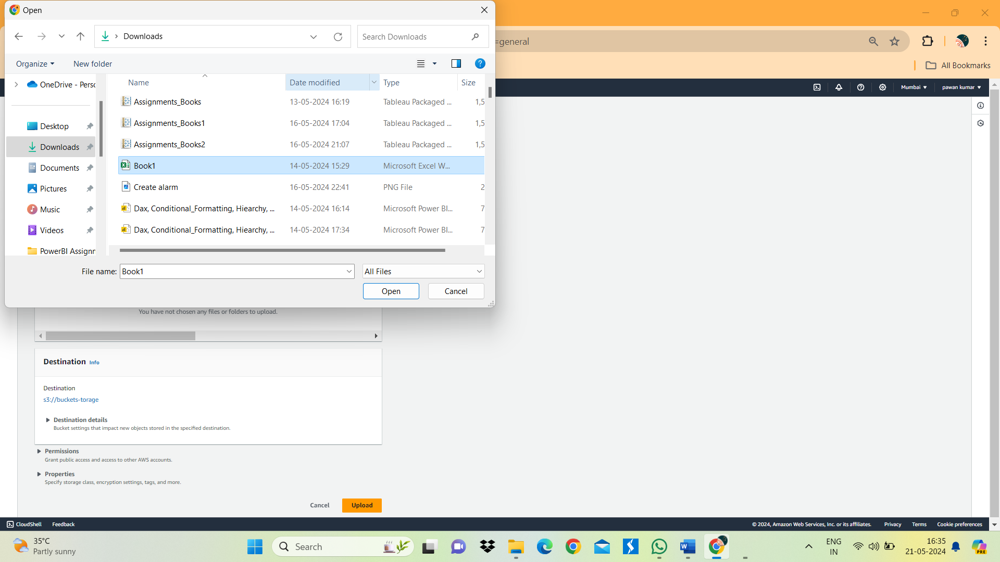 Open
Downloads
Search Downloads
=general
All Bookmarks
Organize
New folder
Mumbai
pawan kumar
OneDrive - Perso
Desktop
Downloads
Documents
Pictures
Music
Videos
PowerBI Assignm
Name Date modified Type Size
Assignments_Books 13-05-2024 16:19 Tableau Packaged ... 1,5
Assignments_Books1 16-05-2024 17:04 Tableau Packaged ... 1,5
Assignments_Books2 16-05-2024 21:07 Tableau Packaged ... 1,5
Book1 14-05-2024 15:29 Microsoft Excel W...
Create alarm 16-05-2024 22:41 PNG File 2
Dax, Conditional_Formatting, Hiearchy, ... 14-05-2024 16:14 Microsoft Power BI... 7
Dax, Conditional_Formatting, Hiearchy, ... 14-05-2024 17:34 Microsoft Power BI... 7
File name: Book1 All Files
Open Cancel
You have not chosen any files or folders to upload.
Destination Info
Destination
s3://buckets-torage
Destination details
Bucket settings that impact new objects stored in the specified destination.
Permissions
Grant public access and access to other AWS accounts.
Properties
Specify storage class, encryption settings, tags, and more.
Cancel Upload
CloudShell Feedback
© 2024, Amazon Web Services, Inc. or its affiliates. Privacy Terms Cookie preferences
35°C
Partly sunny
Search
ENG
IN
16:35
21-05-2024
PRE